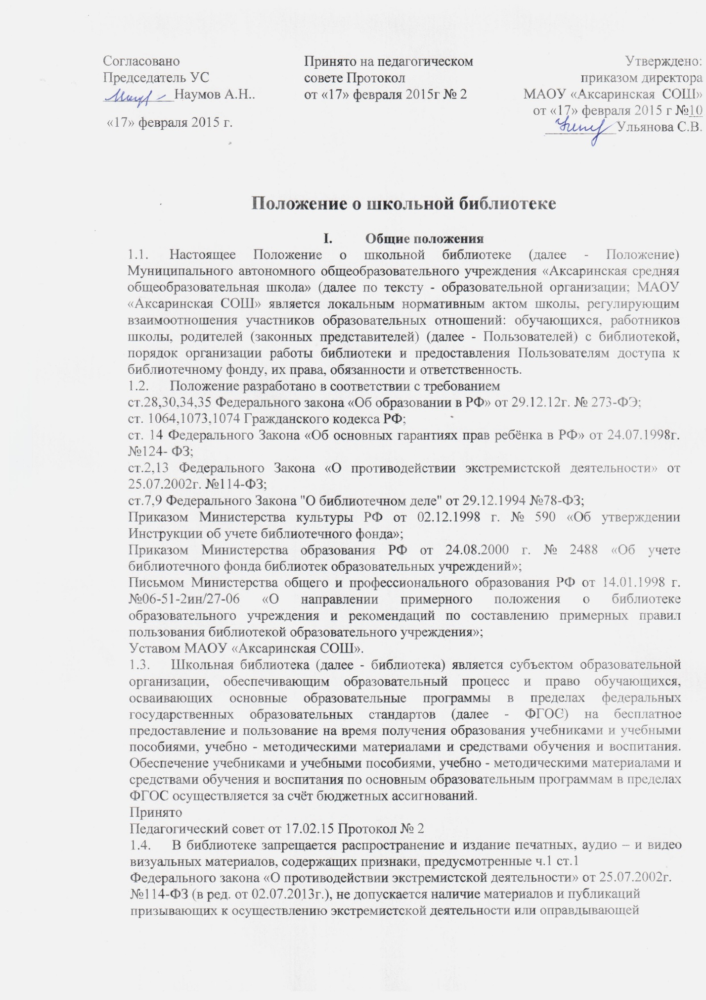 Согласовано
Председатель УС
__________Наумов А.Н..
«17» февраля 2015 г.
Принято на педагогическом
совете Протокол
от «17» февраля 2015г № 2
Утверждено:
приказом директора
МАОУ «Аксаринская СОШ»
от «17» февраля 2015 г №10
__________Ульянова С.В.
Положение о школьной библиотеке
I. Общие положения
1.1. Настоящее Положение о школьной библиотеке (далее - Положение)
Муниципального автономного общеобразовательного учреждения «Аксаринская средняя
общеобразовательная школа» (далее по тексту - образовательной организации; МАОУ
«Аксаринская СОШ» является локальным нормативным актом школы, регулирующим
взаимоотношения участников образовательных отношений: обучающихся, работников
школы, родителей (законных представителей) (далее - Пользователей) с библиотекой,
порядок организации работы библиотеки и предоставления Пользователям доступа к
библиотечному фонду, их права, обязанности и ответственность.
1.2. Положение разработано в соответствии с требованием
ст.28,30,34,35 Федерального закона «Об образовании в РФ» от 29.12.12г. № 273-ФЭ;
ст. 1064,1073,1074 Гражданского кодекса РФ;
ст. 14 Федерального Закона «Об основных гарантиях прав ребёнка в РФ» от 24.07.1998г.
№124- ФЗ;
ст.2,13 Федерального Закона «О противодействии экстремистской деятельности» от
25.07.2002г. №114-ФЗ;
ст.7,9 Федерального Закона "О библиотечном деле" от 29.12.1994 №78-ФЗ;
Приказом Министерства культуры РФ от 02.12.1998 г. № 590 «Об утверждении
Инструкции об учете библиотечного фонда»;
Приказом Министерства образования РФ от 24.08.2000 г. № 2488 «Об учете
библиотечного фонда библиотек образовательных учреждений»;
Письмом Министерства общего и профессионального образования РФ от 14.01.1998 г.
№06-51-2ин/27-06 «О направлении примерного положения о библиотеке
образовательного учреждения и рекомендаций по составлению примерных правил
пользования библиотекой образовательного учреждения»;
Уставом МАОУ «Аксаринская СОШ».
1.3. Школьная библиотека (далее - библиотека) является субъектом образовательной
организации, обеспечивающим образовательный процесс и право обучающихся,
осваивающих основные образовательные программы в пределах федеральных
государственных образовательных стандартов (далее - ФГОС) на бесплатное
предоставление и пользование на время получения образования учебниками и учебными
пособиями, учебно - методическими материалами и средствами обучения и воспитания.
Обеспечение учебниками и учебными пособиями, учебно - методическими материалами и
средствами обучения и воспитания по основным образовательным программам в пределах
ФГОС осуществляется за счёт бюджетных ассигнований.
Принято
Педагогический совет от 17.02.15 Протокол № 2
1.4. В библиотеке запрещается распространение и издание печатных, аудио – и видео
визуальных материалов, содержащих признаки, предусмотренные ч.1 ст.1
Федерального закона «О противодействии экстремистской деятельности» от 25.07.2002г.
№114-ФЗ (в ред. от 02.07.2013г.), не допускается наличие материалов и публикаций
призывающих к осуществлению экстремистской деятельности или оправдывающей